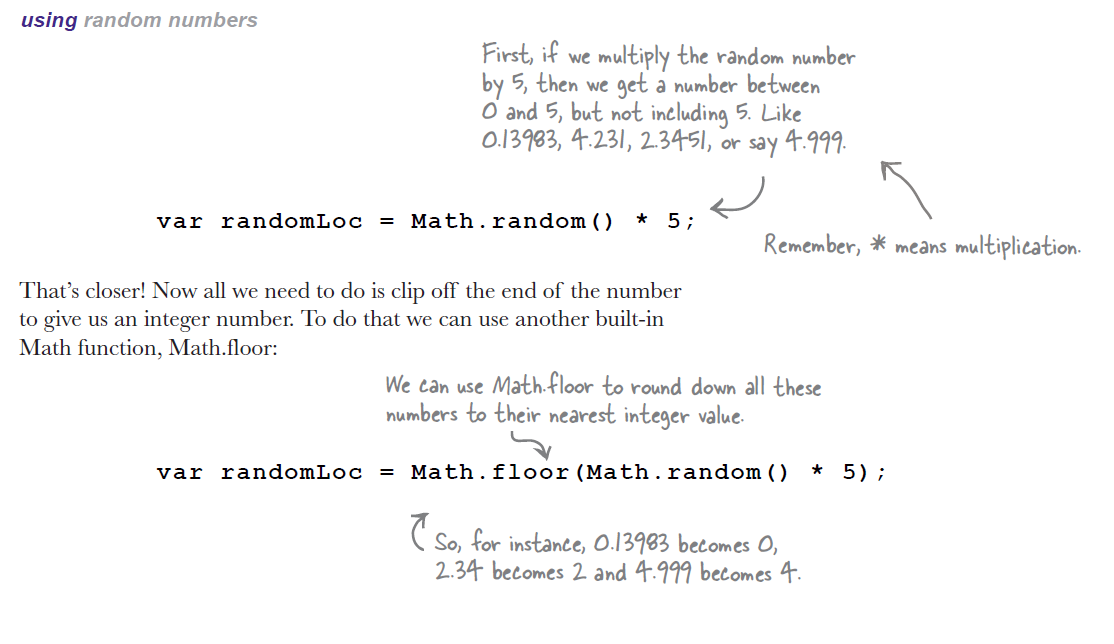 using random numbers
First, if we multiply the random number
by 5, then we get a number between
0 and 5, but not including 5. Like
0.13983, 4.231, 2.3451, or say 4.999.
var randomLoc = Math.random() * 5;
Remember, * means multiplication.
That's closer! Now all we need to do is clip off the end of the number
to give us an integer number. To do that we can use another built-in
Math function, Math.floor:
We can use Math.floor to round down all these
numbers to their nearest integer value.
var randomLoc = Math.floor(Math.random() * 5);
So, for instance, 0.13983 becomes 0,
2.34 becomes 2 and 4.999 becomes 4.